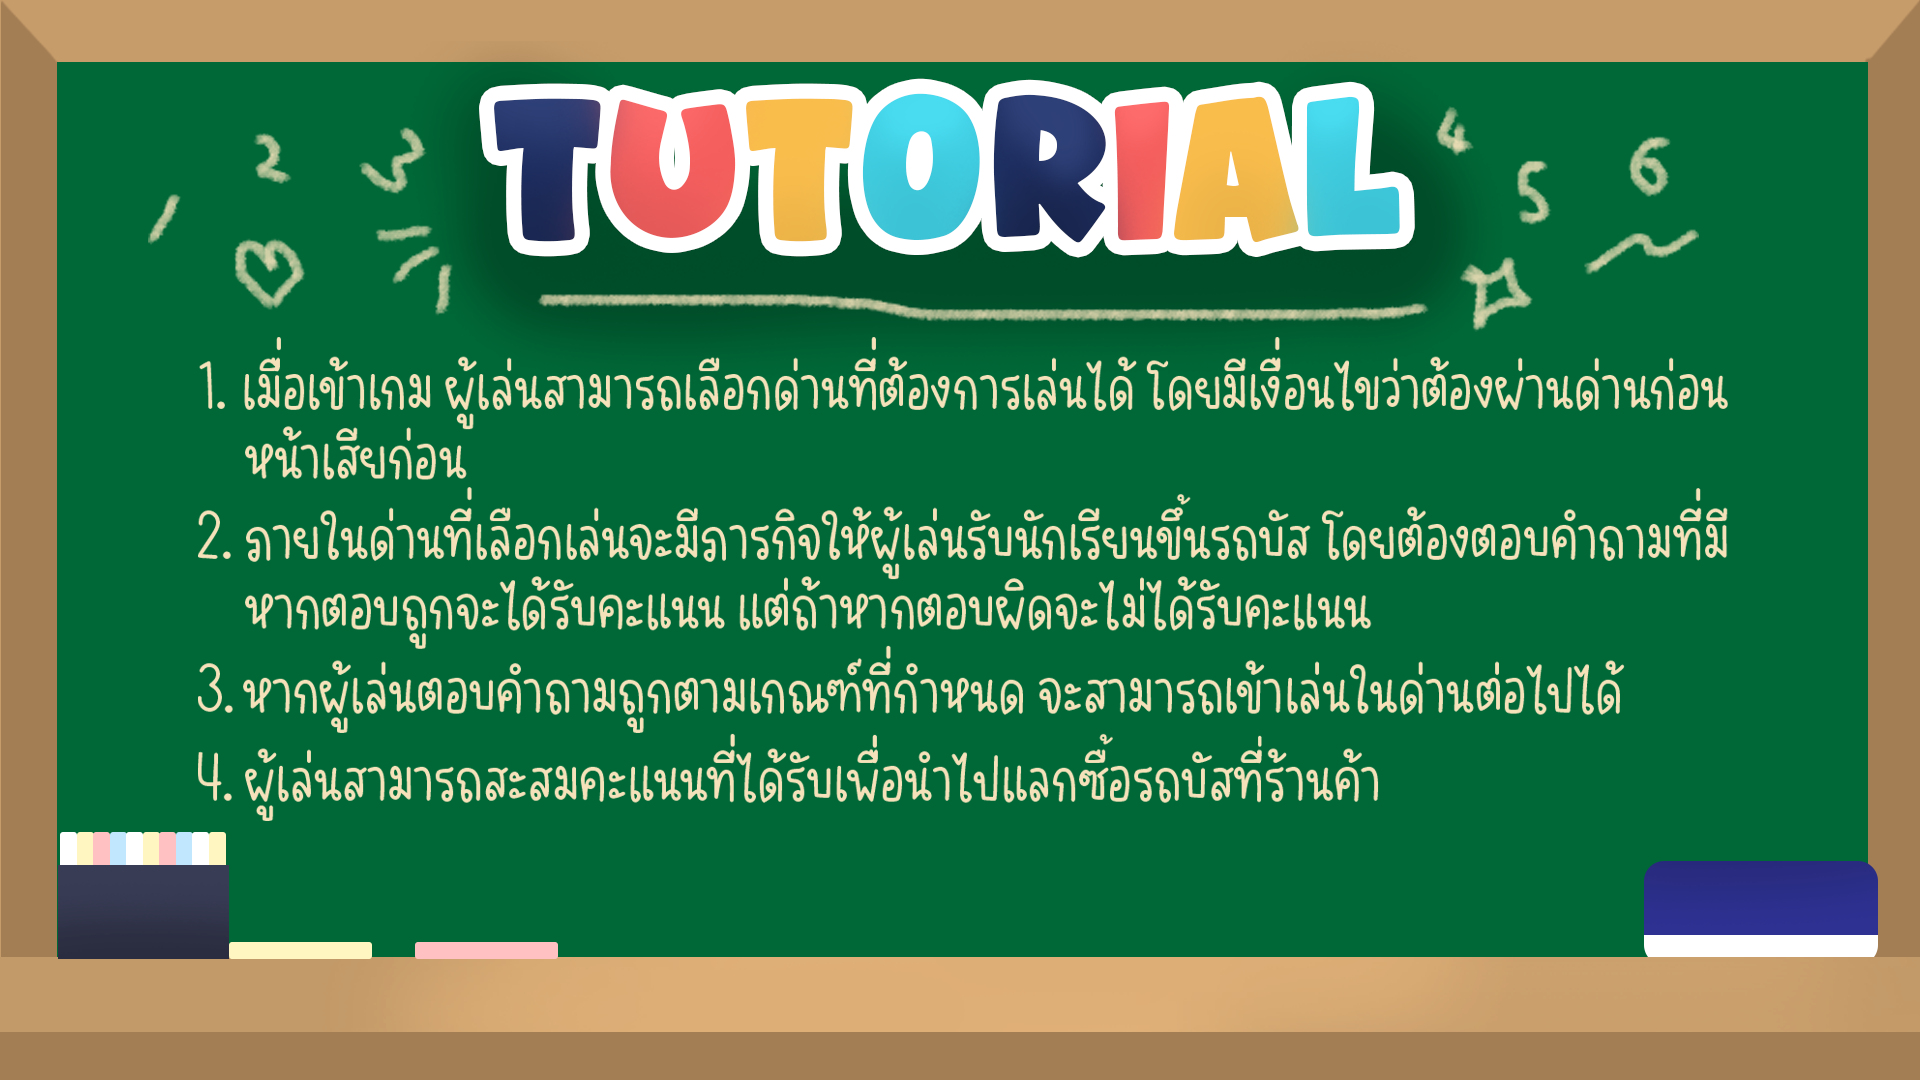 TUTORIAL
1 2 3 4 5 6
1. เมื่อเข้าเกม ผู้เล่นสามารถเลือกด่านที่ต้องการเล่นได้ โดยมีเงื่อนไขว่าต้องผ่านด่านก่อน
หน้าเสียก่อน
2. ภายในด่านที่เลือกเล่นจะมีภารกิจให้ผู้เล่นรับนักเรียนขึ้นรถบัส โดยต้องตอบคำถามที่มี
หากตอบถูกจะได้รับคะแนน แต่ถ้าหากตอบผิดจะไม่ได้รับคะแนน
3. หากผู้เล่นตอบคำถามถูกตามเกณฑ์ที่กำหนด จะสามารถเข้าเล่นในด่านต่อไปได้
4. ผู้เล่นสามารถสะสมคะแนนที่ได้รับเพื่อนำไปแลกซื้อรถบัสที่ร้านค้า